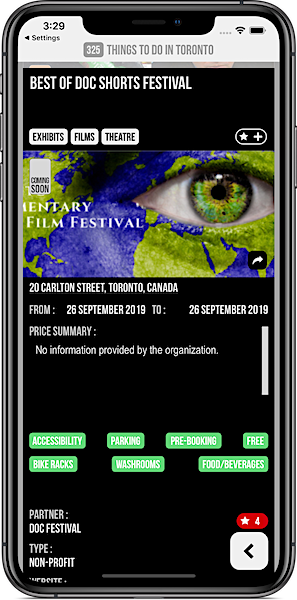 3:29
Settings
325 THINGS TO DO IN TORONTO
BEST OF DOC SHORTS FESTIVAL
EXHIBITS FILMS THEATRE
COMING
SOON
MENTARY
FILM FESTIVAL
20 CARLTON STREET, TORONTO, CANADA
FROM : 26 SEPTEMBER 2019 TO : 26 SEPTEMBER 2019
PRICE SUMMARY :
No information provided by the organization.
ACCESSIBILITY PARKING PRE-BOOKING FREE
BIKE RACKS WASHROOMS FOOD/BEVERAGES
PARTNER :
DOC FESTIVAL
4
TYPE :
NON-PROFIT
WEBSITE :